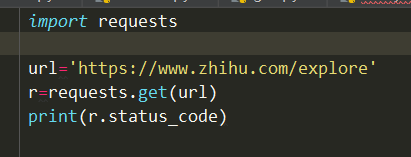 import requests
url='https://www.zhihu.com/explore'
r=requests.get(url)
print(r.status_code)